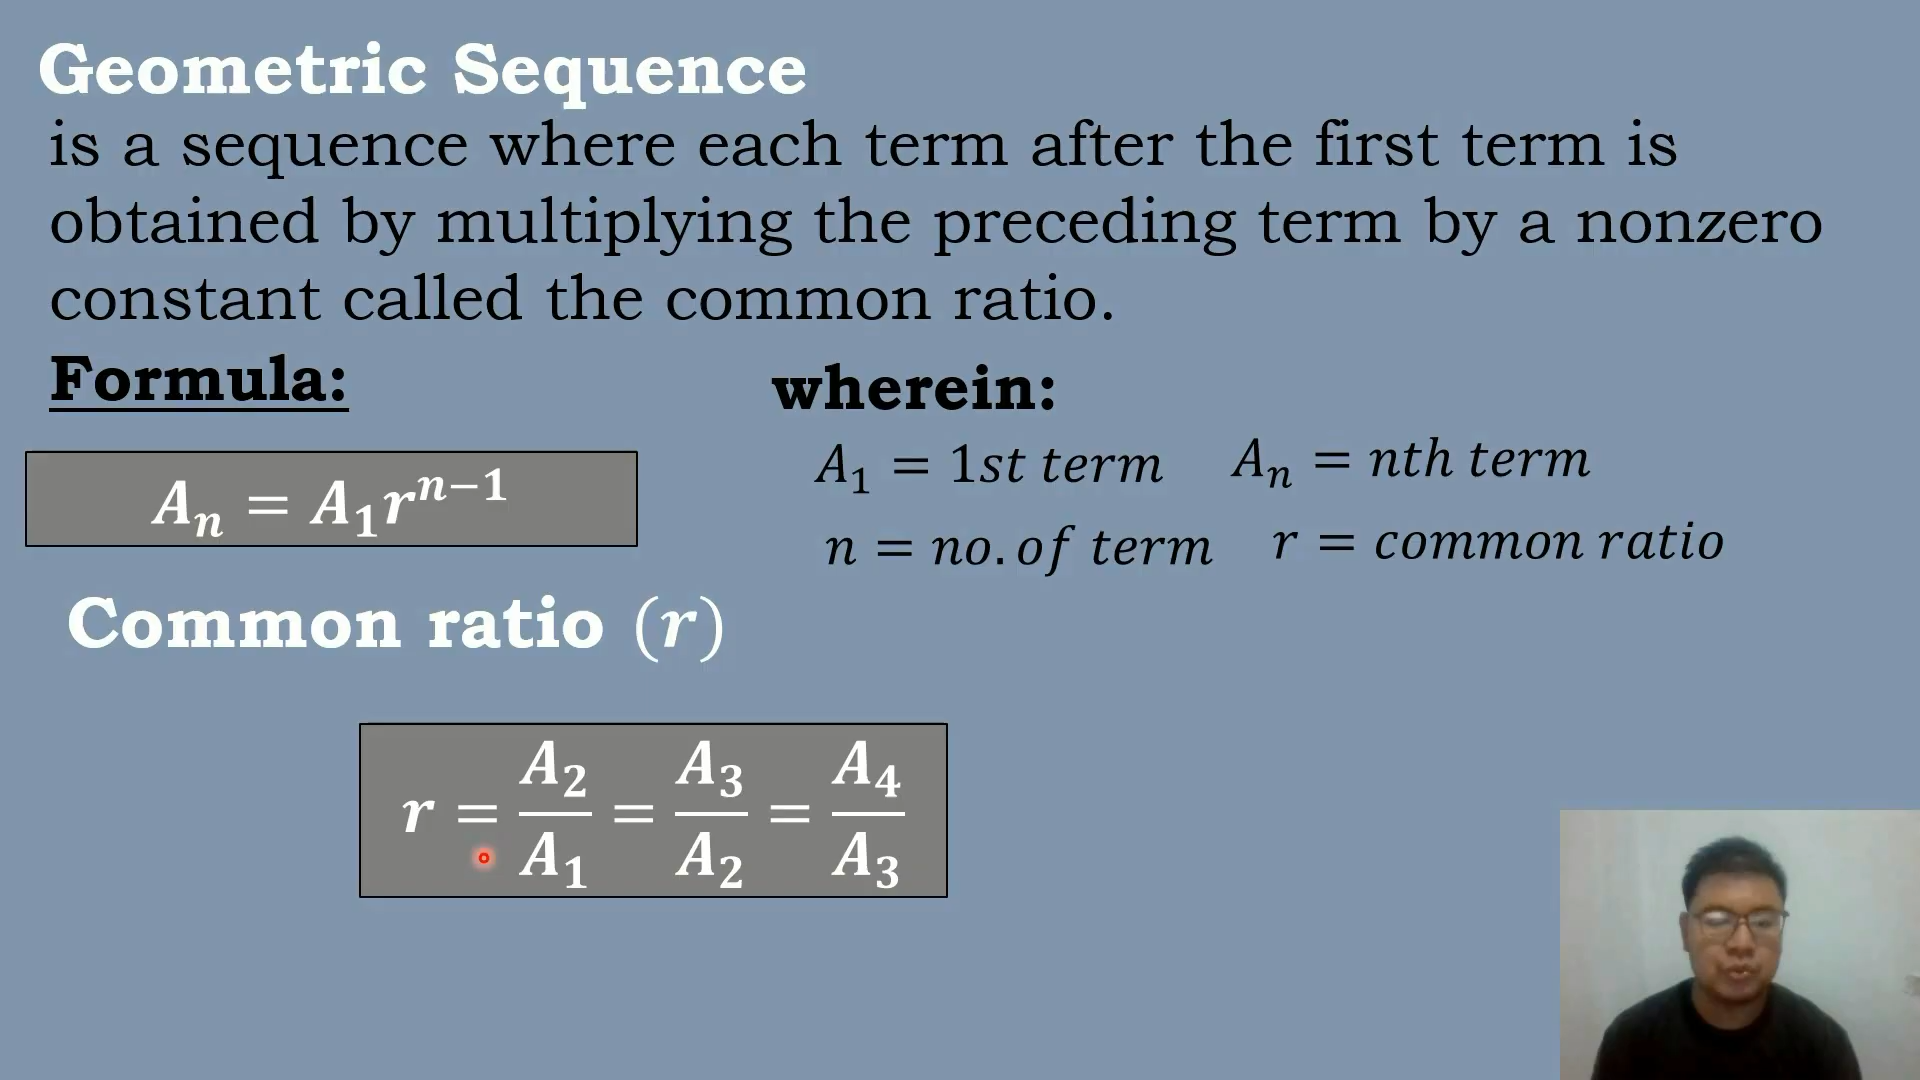 Geometric Sequence
is a sequence where each term after the first term is
obtained by multiplying the preceding term by a nonzero
constant called the common ratio.
Formula:
wherein:
Aₙ = A₁rⁿ⁻¹
A₁ = 1st term
Aₙ = nth term
n = no. of term
r = common ratio
Common ratio (r)
r = A₂/A₁ = A₃/A₂ = A₄/A₃